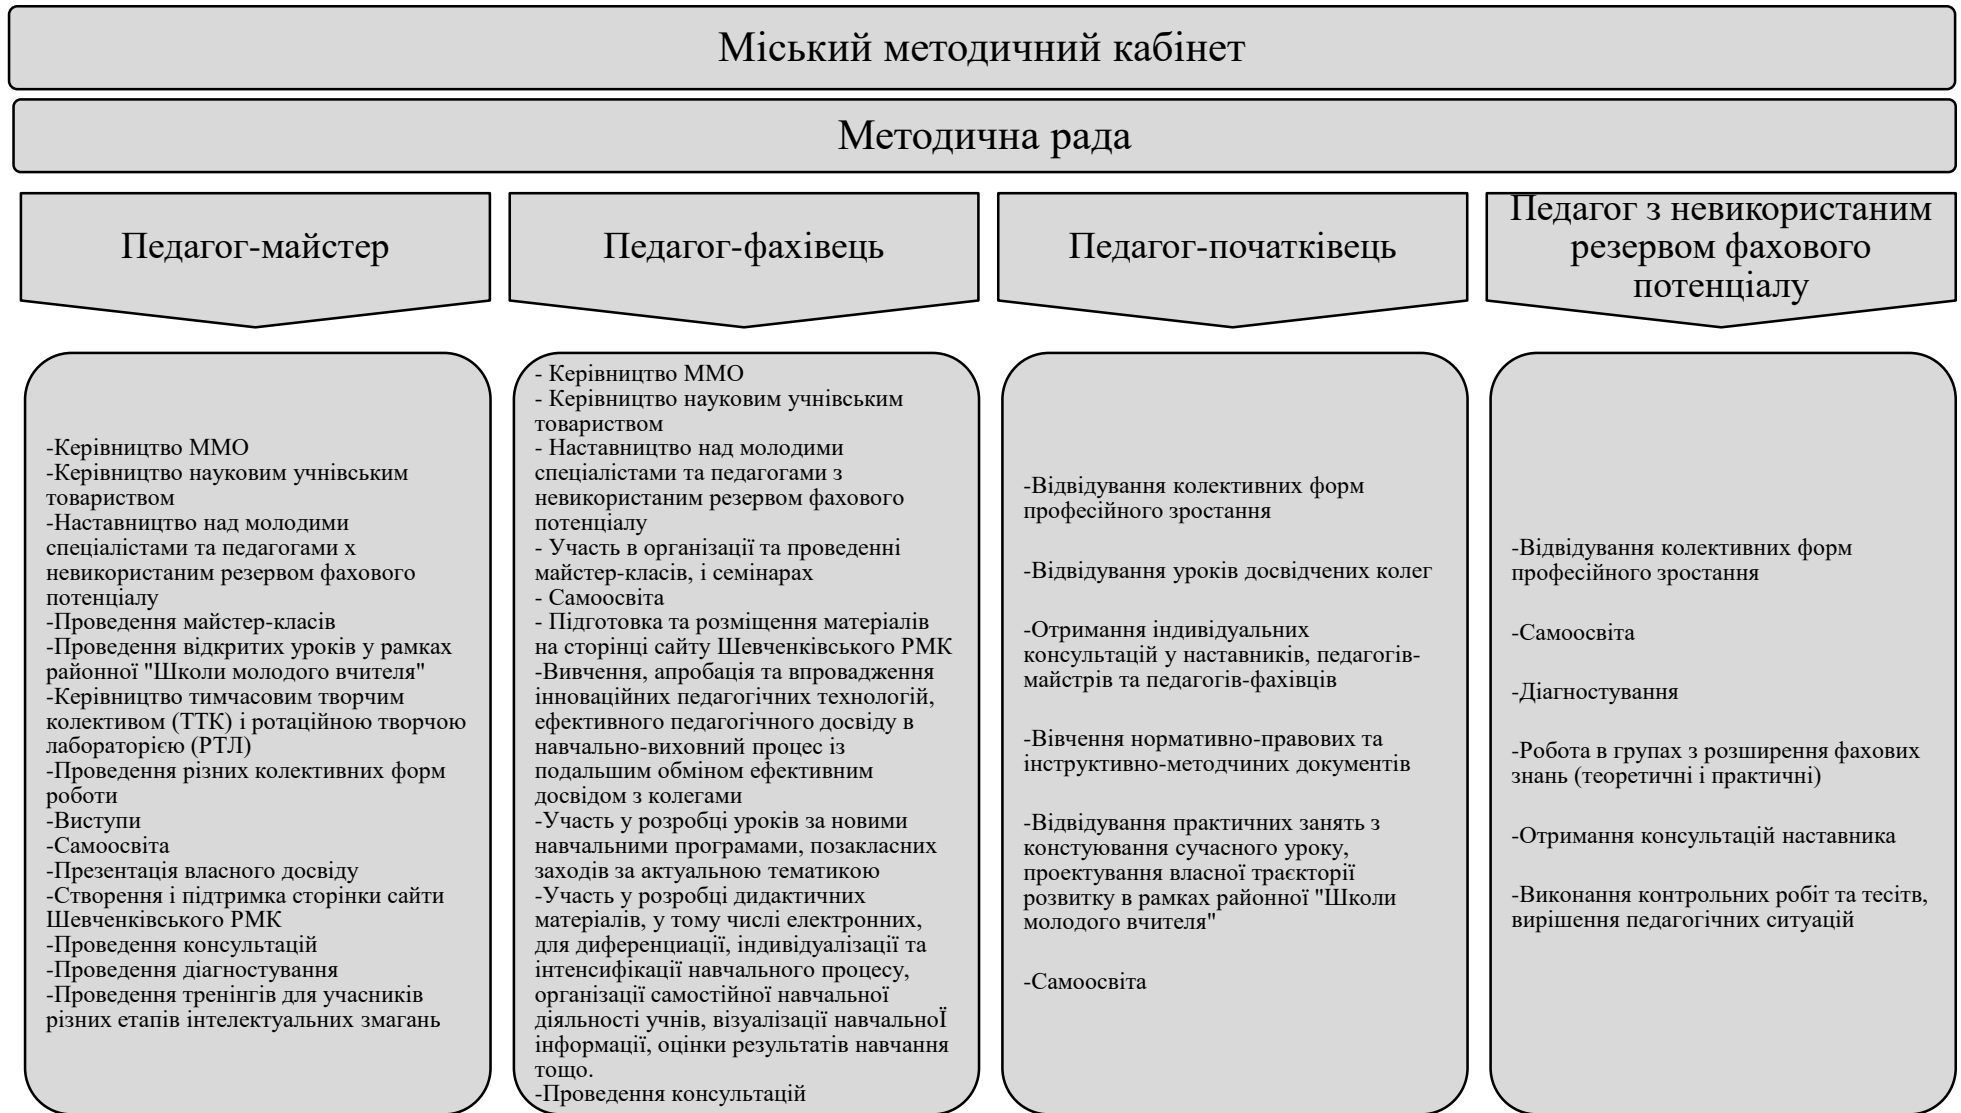 Міський методичний кабінет
Методична рада
Педагог-майстер
Педагог-фахівець
Педагог-початківець
Педагог з невикористаним
резервом фахового
потенціалу
-Керівництво ММО
-Керівництво науковим учнівським
товариством
-Наставництво над молодими
спеціалістами та педагогами х
невикористаним резервом фахового
потенціалу
-Проведення майстер-класів
-Проведення відкритих уроків у рамках
районної "Школи молодого вчителя"
-Керівництво тимчасовим творчим
колективом (ТТК) і ротаційною творчою
лабораторією (РТЛ)
-Проведення різних колективних форм
роботи
-Виступи
-Самоосвіта
-Презентація власного досвіду
-Створення і підтримка сторінки сайти
Шевченківського РМК
-Проведення консультацій
-Проведення діагностування
-Проведення тренінгів для учасників
різних етапів інтелектуальних змагань
- Керівництво ММО
- Керівництво науковим учнівським
товариством
- Наставництво над молодими
спеціалістами та педагогами з
невикористаним резервом фахового
потенціалу
- Участь в організації та проведенні
майстер-класів, і семінарах
- Самоосвіта
- Підготовка та розміщення матеріалів
на сторінці сайту Шевченківського РМК
-Вивчення, апробація та впровадження
інноваційних педагогічних технологій,
ефективного педагогічного досвіду в
навчально-виховний процес із
подальшим обміном ефективним
досвідом з колегами
-Участь у розробці уроків за новими
навчальними програмами, позакласних
заходів за актуальною тематикою
-Участь у розробці дидактичних
матеріалів, у тому числі електронних,
для диференциації, індивідуалізації та
інтенсифікації навчального процесу,
організації самостійної навчальної
діяльності учнів, візуалізації навчальноЇ
інформації, оцінки результатів навчання
тощо.
-Проведення консультацій
-Відвідування колективних форм
професійного зростання
-Відвідування уроків досвідчених колег
-Отримання індивідуальних
консультацій у наставників, педагогів-
майстрів та педагогів-фахівців
-Вівчення нормативно-правових та
інструктивно-методчиних документів
-Відвідування практичних занять з
констуювання сучасного уроку,
проектування власної траєкторії
розвитку в рамках районної "Школи
молодого вчителя"
-Самоосвіта
-Відвідування колективних форм
професійного зростання
-Самоосвіта
-Діагностування
-Робота в групах з розширення фахових
знань (теоретичні і практичні)
-Отримання консультацій наставника
-Виконання контрольних робіт та тесітв,
вирішення педагогічних ситуацій